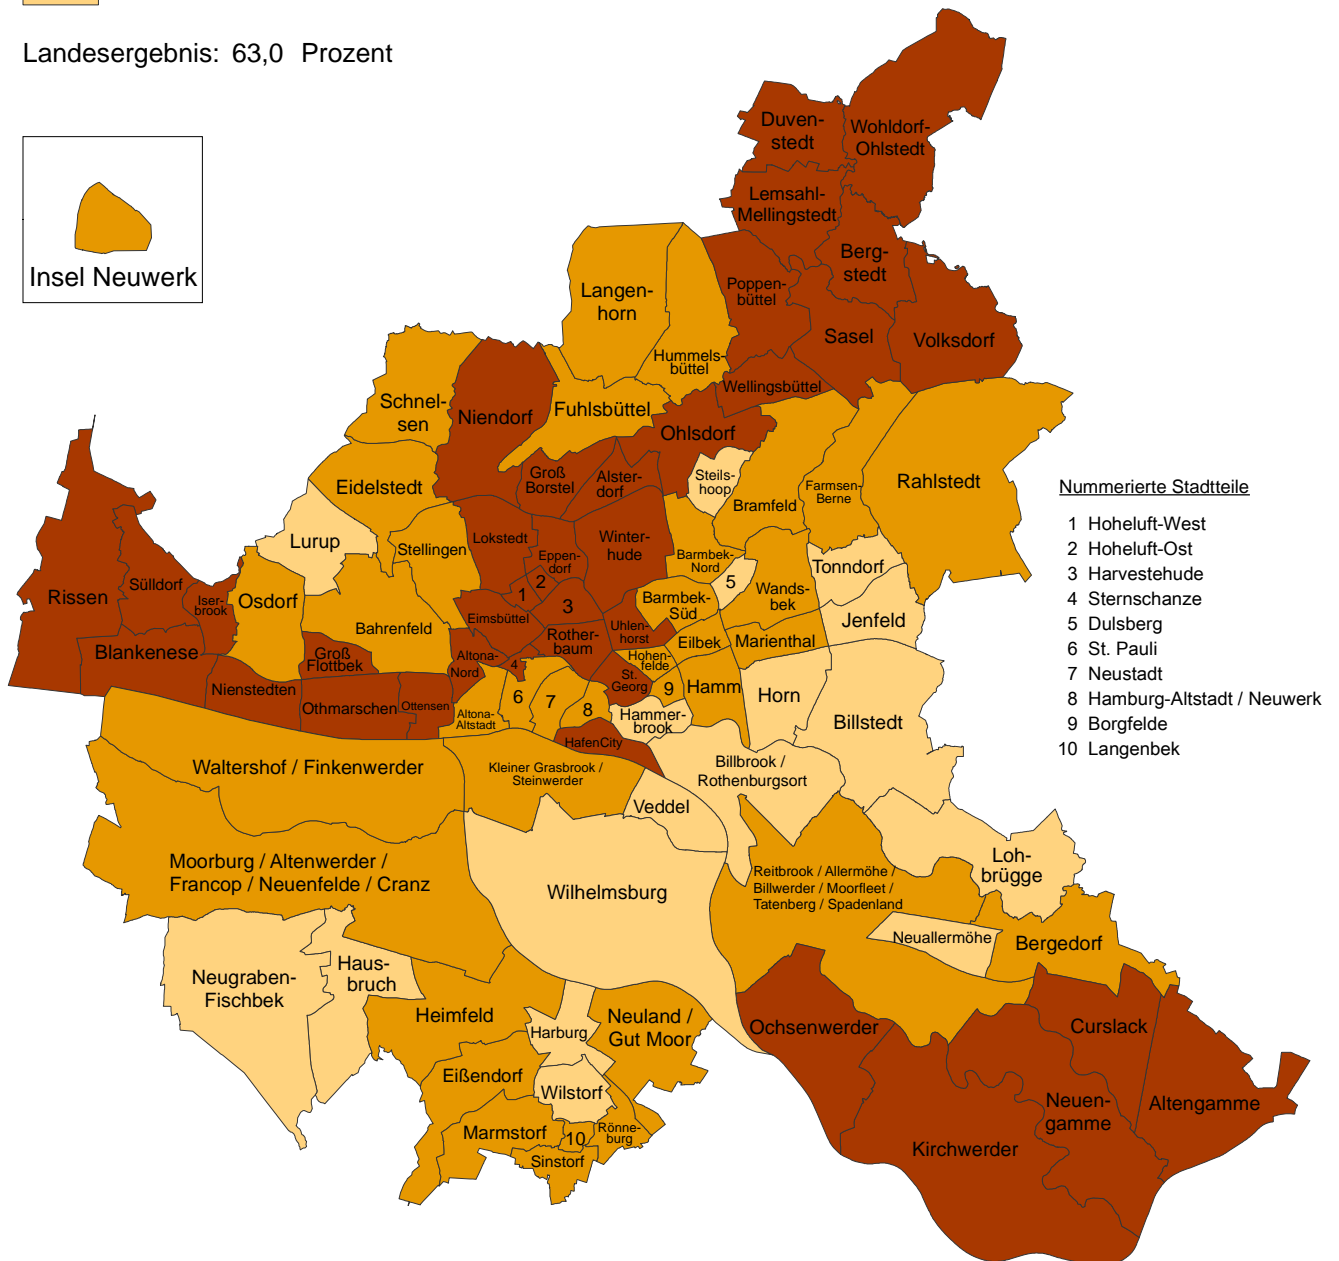 Landesergebnis: 63,0 Prozent
Insel Neuwerk
Duven-
stedt
Wohldorf-
Ohlstedt
Lemsahl-
Mellingstedt
Berg-
stedt
Poppen-
büttel
Sasel
Volksdorf
Langen-
horn
Hummels-
büttel
Wellingsbüttel
Schnel-
sen
Niendorf
Fuhlsbüttel
Ohlsdorf
Eidelstedt
Groß
Borstel
Alster-
dorf
Steils-
hoop
Bramfeld
Farmsen-
Berne
Rahlstedt
Lurup
Stellingen
Lokstedt
Eppen-
dorf
Winter-
hude
Barmbek-
Nord
5
Wands-
bek
Tonndorf
Jenfeld
Rissen
Sülldorf
Iser-
brook
Osdorf
Bahrenfeld
Eimsbüttel
1
2
3
Barmbek-
Süd
Uhlen-
horst
Eilbek
Marienthal
Blankenese
Groß
Flottbek
Altona-
Nord
4
Rother-
baum
Hohen-
felde
St.
Georg
9
Hamm
Horn
Billstedt
Nienstedten
Othmarschen
Ottensen
Altona-
Altstadt
6
7
8
Hammer-
brook
HafenCity
Waltershof / Finkenwerder
Kleiner Grasbrook /
Steinwerder
Billbrook /
Rothenburgsort
Veddel
Moorburg / Altenwerder /
Francop / Neuenfelde / Cranz
Wilhelmsburg
Reitbrook / Allermöhe /
Billwerder / Moorfleet /
Tatenberg / Spadenland
Loh-
brügge
Neuallermöhe
Bergedorf
Neugraben-
Fischbek
Haus-
bruch
Heimfeld
Harburg
Neuland /
Gut Moor
Ochsenwerder
Curslack
Eißendorf
Wilstorf
Neuen-
gamme
Altengamme
Marmstorf
10
Rönne-
burg
Sinstorf
Kirchwerder
Nummerierte Stadtteile
1 Hoheluft-West
2 Hoheluft-Ost
3 Harvestehude
4 Sternschanze
5 Dulsberg
6 St. Pauli
7 Neustadt
8 Hamburg-Altstadt / Neuwerk
9 Borgfelde
10 Langenbek